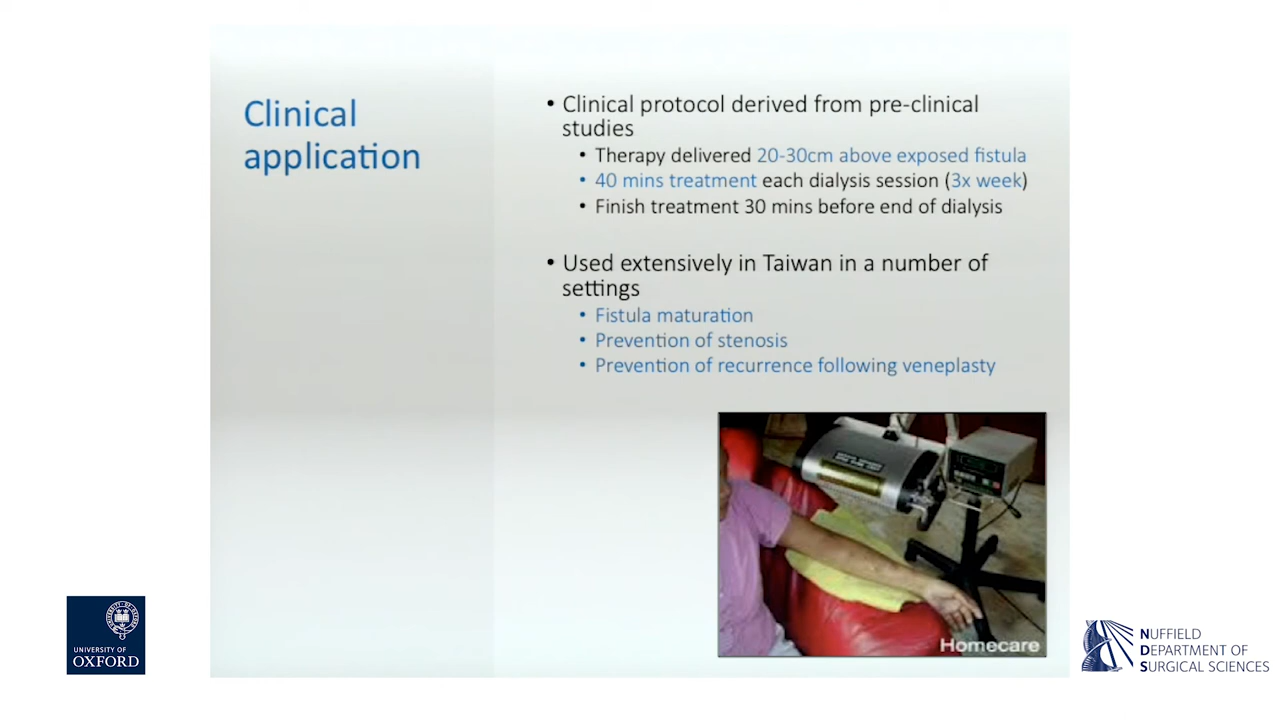 Clinical
application
• Clinical protocol derived from pre-clinical
studies
• Therapy delivered 20-30cm above exposed fistula
• 40 mins treatment each dialysis session (3x week)
• Finish treatment 30 mins before end of dialysis
• Used extensively in Taiwan in a number of
settings
• Fistula maturation
• Prevention of stenosis
• Prevention of recurrence following veneplasty
Homecare
UNIVERSITY OF
OXFORD
NUFFIELD
DEPARTMENT OF
SURGICAL SCIENCES